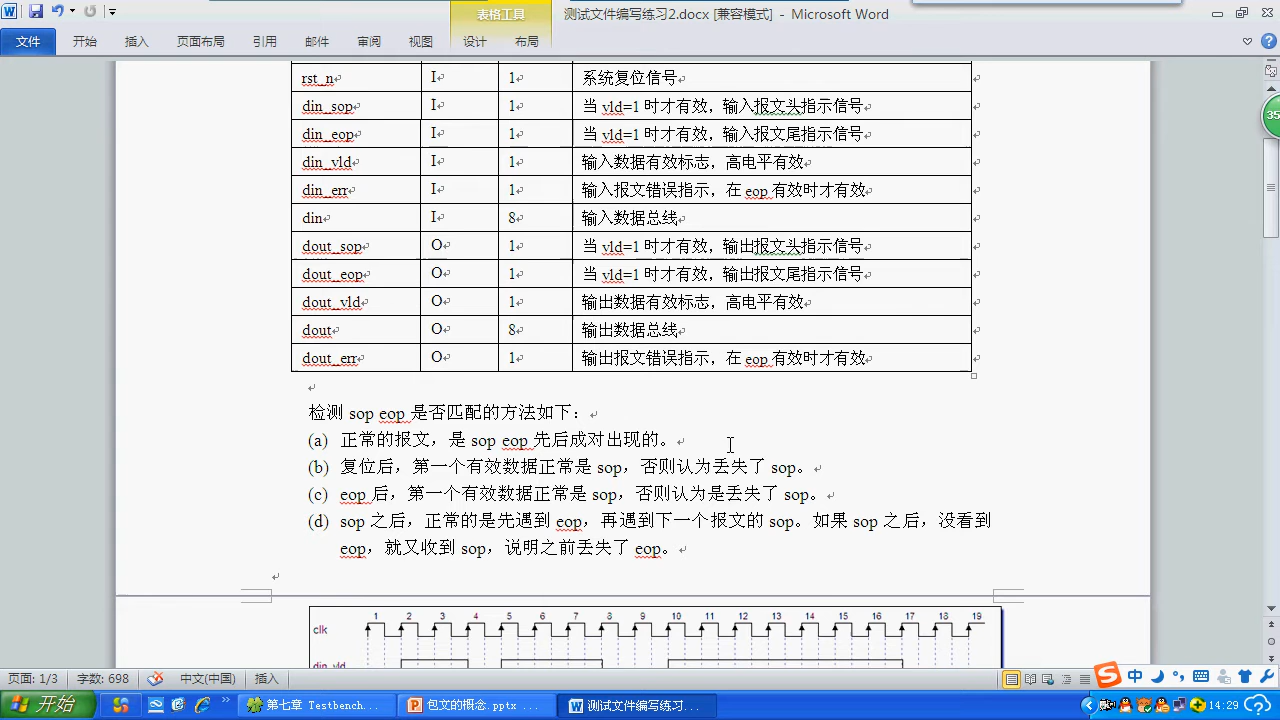 表格工具
测试文件编写练习2.docx [兼容模式] - Microsoft Word
文件 开始 插入 页面布局 引用 邮件 审阅 视图 设计 布局
rst_n I 1 系统复位信号
din_sop I 1 当 vld=1 时才有效，输入报文头指示信号
din_eop I 1 当 vld=1 时才有效，输入报文尾指示信号
din_vld I 1 输入数据有效标志，高电平有效
din_err I 1 输入报文错误指示，在 eop 有效时才有效
din I 8 输入数据总线
dout_sop O 1 当 vld=1 时才有效，输出报文头指示信号
dout_eop O 1 当 vld=1 时才有效，输出报文尾指示信号
dout_vld O 1 输出数据有效标志，高电平有效
dout O 8 输出数据总线
dout_err O 1 输出报文错误指示，在 eop 有效时才有效
检测 sop eop 是否匹配的方法如下：
(a) 正常的报文，是 sop eop 先后成对出现的。
(b) 复位后，第一个有效数据正常是 sop，否则认为丢失了 sop。
(c) eop 后，第一个有效数据正常是 sop，否则认为是丢失了 sop。
(d) sop 之后，正常的是先遇到 eop，再遇到下一个报文的 sop。如果 sop 之后，没看到
eop，就又收到 sop，说明之前丢失了 eop。
1 2 3 4 5 6 7 8 9 10 11 12 13 14 15 16 17 18 19
clk
din_vld
35
页面: 1/3 字数: 698 中文(中国) 插入
中
开始 第七章 Testbench... 包文的概念.pptx ... 测试文件编写练习... 14:29